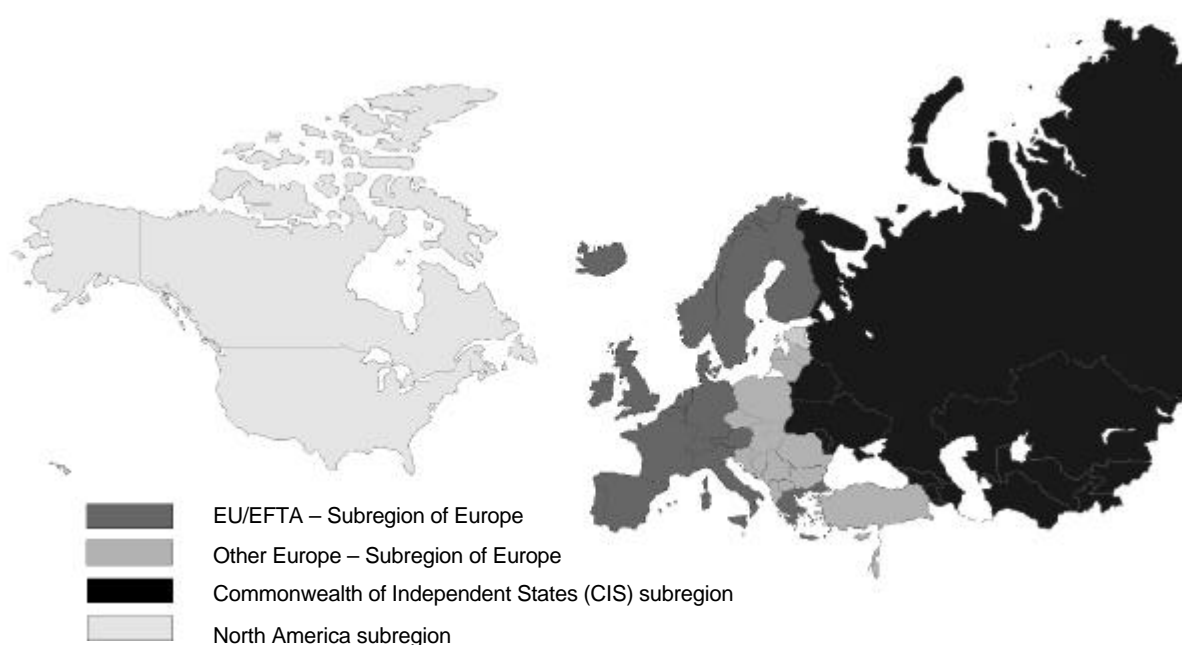 EU/EFTA – Subregion of Europe
Other Europe – Subregion of Europe
Commonwealth of Independent States (CIS) subregion
North America subregion